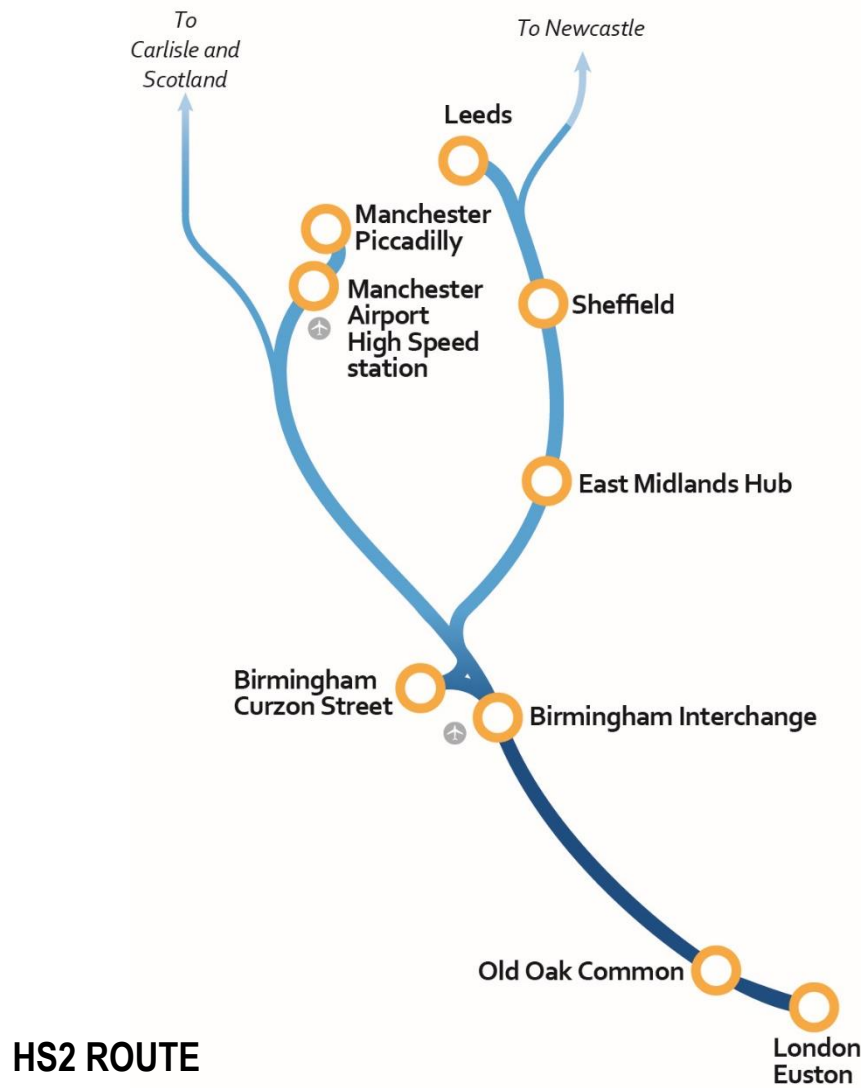 To
Carlisle and
Scotland
To Newcastle
Leeds
Manchester
Piccadilly
Manchester
Airport
High Speed
station
Sheffield
East Midlands Hub
Birmingham
Curzon Street
Birmingham Interchange
Old Oak Common
London
Euston
HS2 ROUTE